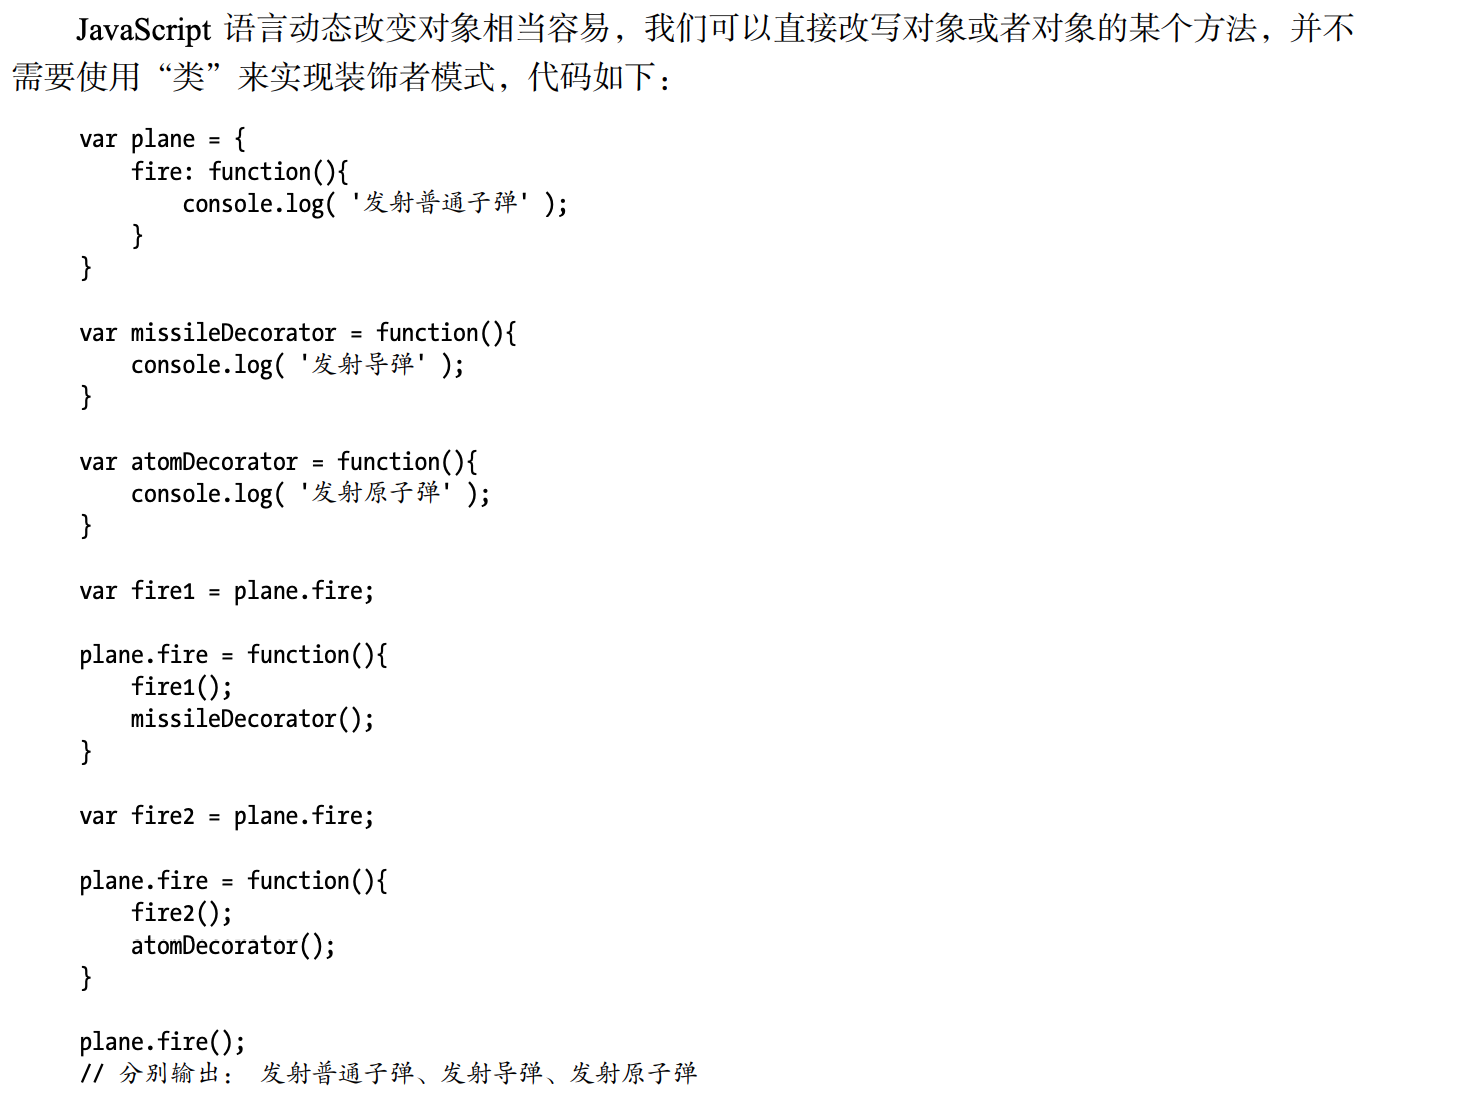 JavaScript 语言动态改变对象相当容易，我们可以直接改写对象或者对象的某个方法，并不
需要使用“类”来实现装饰者模式，代码如下：
var plane = {
    fire: function(){
        console.log( '发射普通子弹' );
    }
}
var missileDecorator = function(){
    console.log( '发射导弹' );
}
var atomDecorator = function(){
    console.log( '发射原子弹' );
}
var fire1 = plane.fire;
plane.fire = function(){
    fire1();
    missileDecorator();
}
var fire2 = plane.fire;
plane.fire = function(){
    fire2();
    atomDecorator();
}
plane.fire();
// 分别输出： 发射普通子弹、发射导弹、发射原子弹